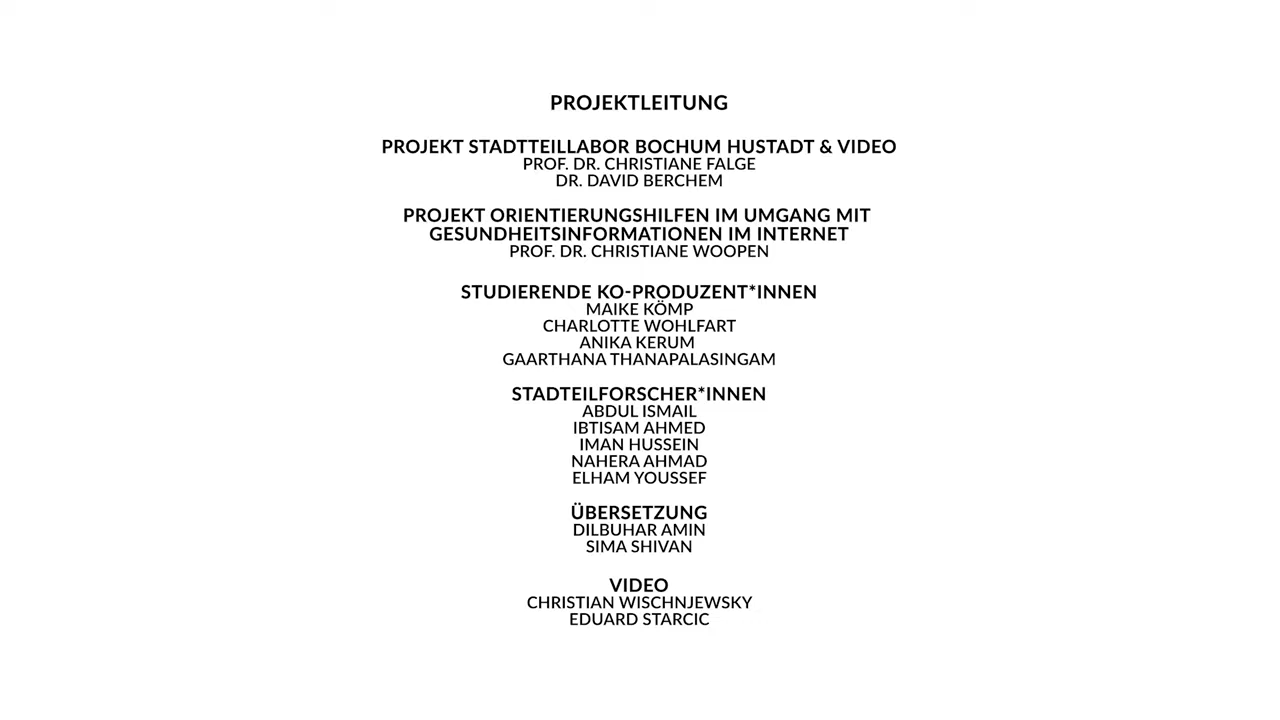 PROJEKTLEITUNG
PROJEKT STADTTEILLABOR BOCHUM HUSTADT & VIDEO
PROF. DR. CHRISTIANE FALGE
DR. DAVID BERCHEM
PROJEKT ORIENTIERUNGSHILFEN IM UMGANG MIT
GESUNDHEITSINFORMATIONEN IM INTERNET
PROF. DR. CHRISTIANE WOOPEN
STUDIERENDE KO-PRODUZENT*INNEN
MAIKE KÖMP
CHARLOTTE WOHLFART
ANIKA KERUM
GAARTHANA THANAPALASINGAM
STADTEILFORSCHER*INNEN
ABDUL ISMAIL
IBTISAM AHMED
IMAN HUSSEIN
NAHERA AHMAD
ELHAM YOUSSEF
ÜBERSETZUNG
DILBUHAR AMIN
SIMA SHIVAN
VIDEO
CHRISTIAN WISCHNJEWSKY
EDUARD STARCIC